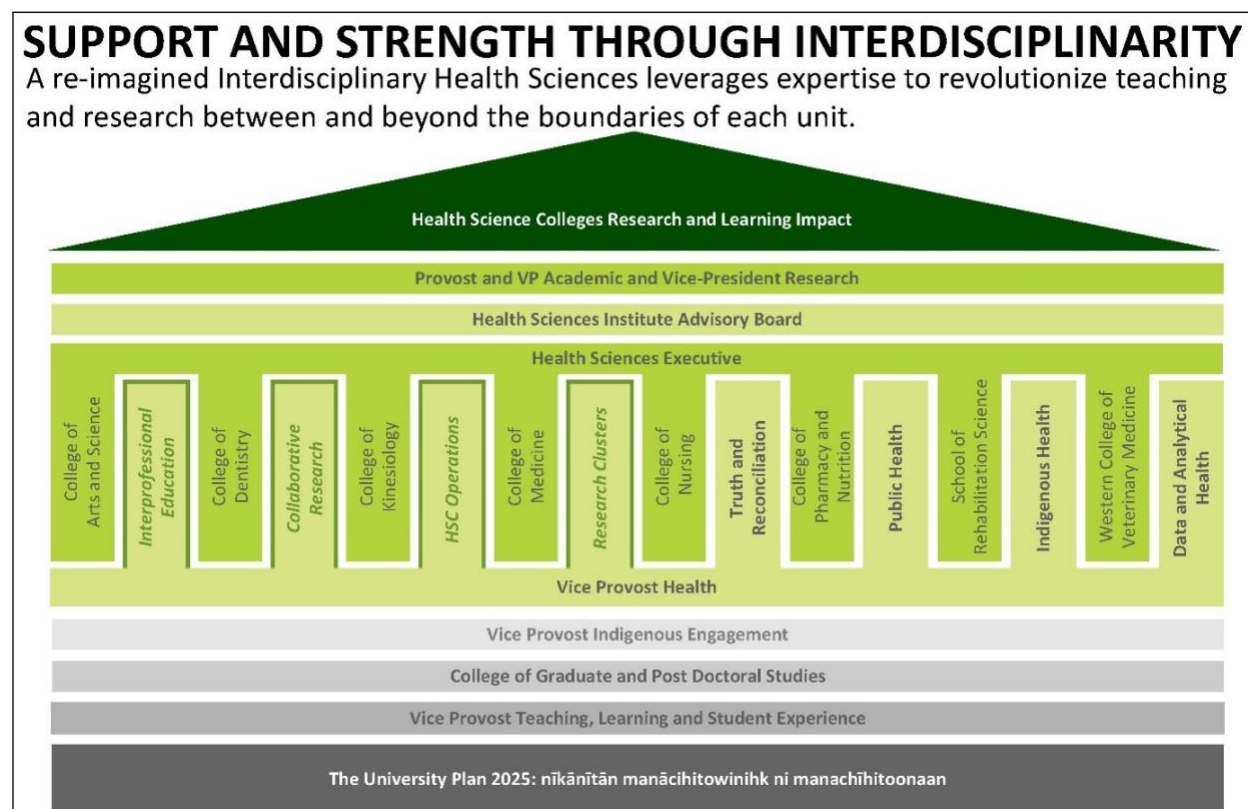 SUPPORT AND STRENGTH THROUGH INTERDISCIPLINARITY
A re-imagined Interdisciplinary Health Sciences leverages expertise to revolutionize teaching
and research between and beyond the boundaries of each unit.
Health Science Colleges Research and Learning Impact
Provost and VP Academic and Vice-President Research
Health Sciences Institute Advisory Board
Health Sciences Executive
College of
Arts and Science
Interprofessional
Education
College of
Dentistry
Collaborative
Research
College of
Kinesiology
HSC Operations
College of
Medicine
Research Clusters
College of
Nursing
Truth and
Reconciliation
College of
Pharmacy and
Nutrition
Public Health
School of
Rehabilitation Science
Indigenous Health
Western College of
Veterinary Medicine
Data and Analytical
Health
Vice Provost Health
Vice Provost Indigenous Engagement
College of Graduate and Post Doctoral Studies
Vice Provost Teaching, Learning and Student Experience
The University Plan 2025: nīkānītān manācihitowinihk ni manachīhitoonaan